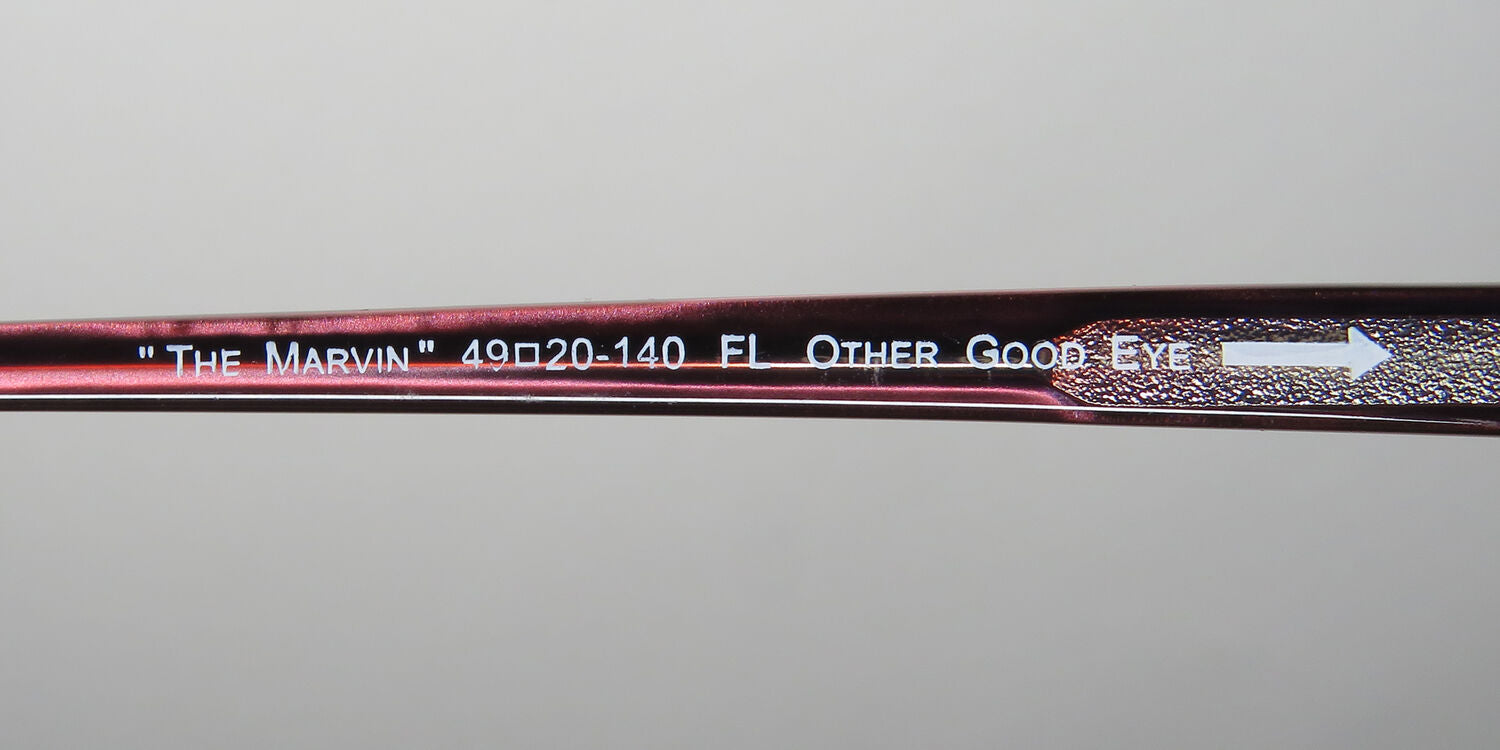 "The Marvin" 49□20-140 FL Other Good Eye →